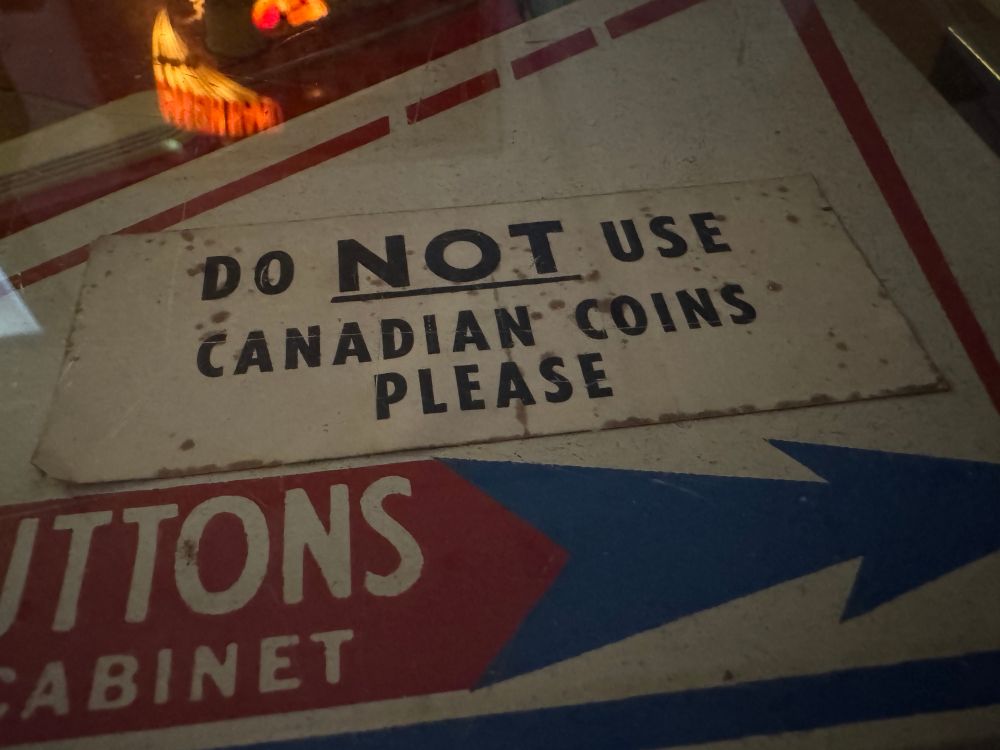 DO NOT USE
CANADIAN COINS
PLEASE
UTTONS
CABINET